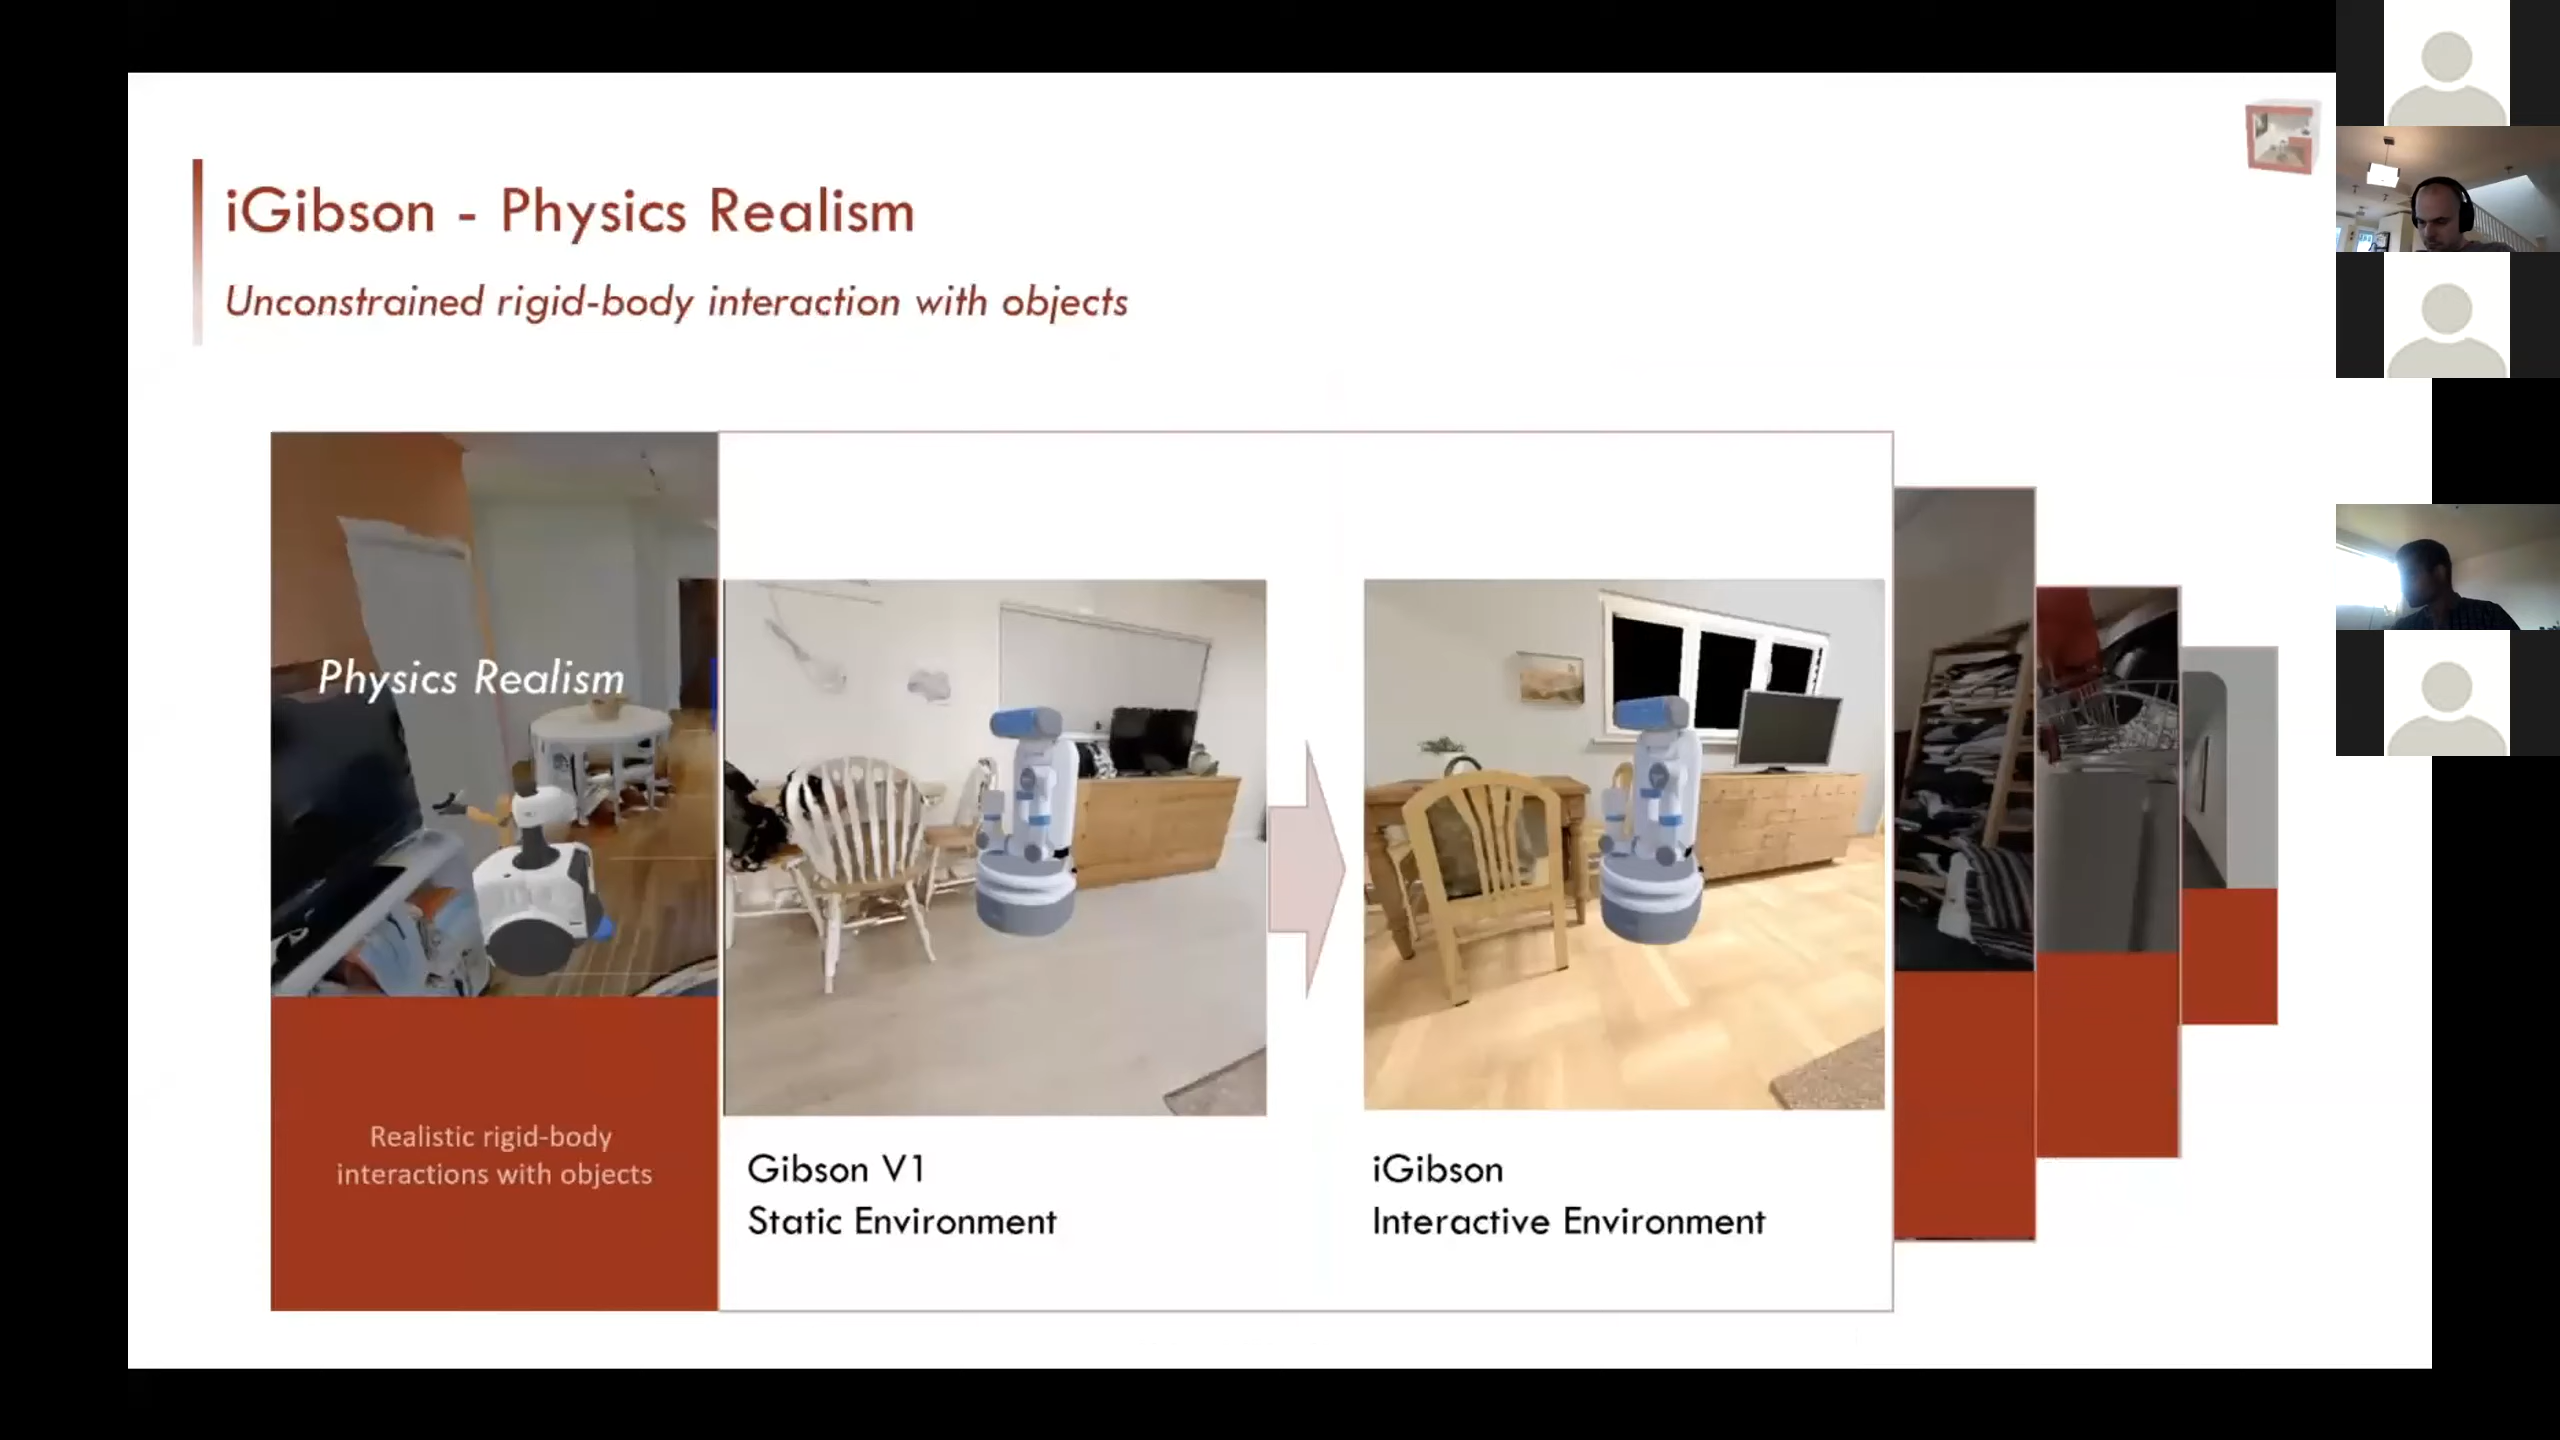 iGibson - Physics Realism
Unconstrained rigid-body interaction with objects
Physics Realism
Realistic rigid-body
interactions with objects
Gibson V1
Static Environment
iGibson
Interactive Environment